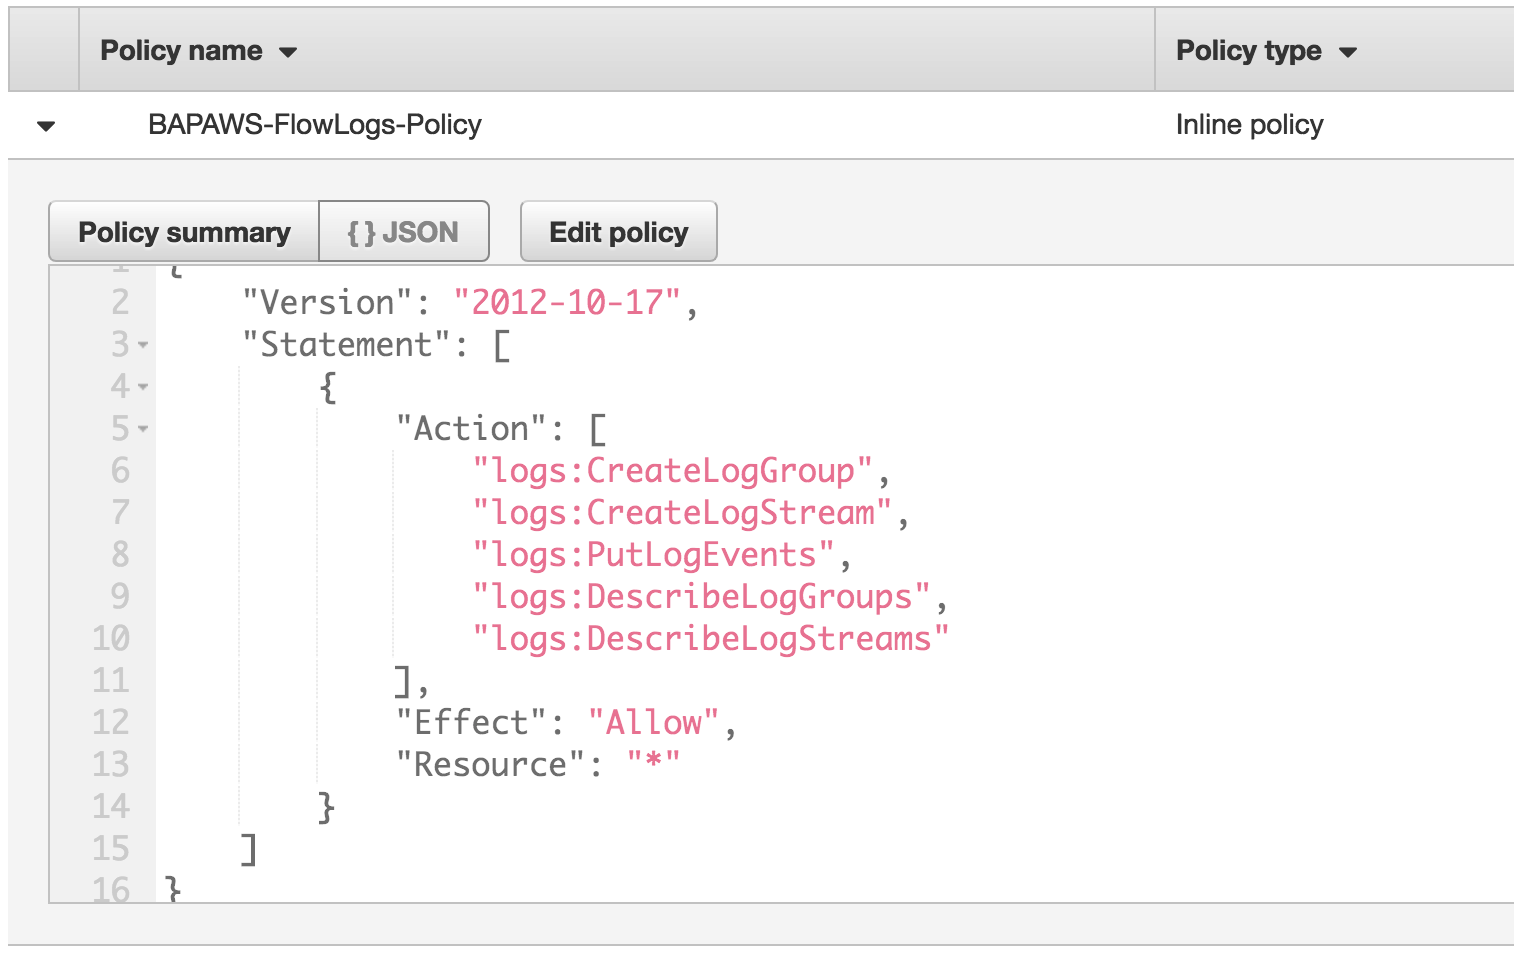 Policy name Policy type
BAPAWS-FlowLogs-Policy Inline policy
Policy summary { } JSON Edit policy
1 {
2 "Version": "2012-10-17",
3 "Statement": [
4 {
5 "Action": [
6 "logs:CreateLogGroup",
7 "logs:CreateLogStream",
8 "logs:PutLogEvents",
9 "logs:DescribeLogGroups",
10 "logs:DescribeLogStreams"
11 ],
12 "Effect": "Allow",
13 "Resource": "*"
14 }
15 ]
16 }